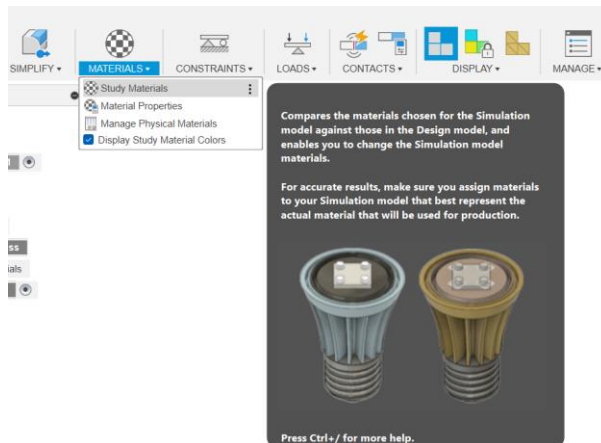 SIMPLIFY
MATERIALS
CONSTRAINTS
LOADS
CONTACTS
DISPLAY
MANAGE
Study Materials
Material Properties
Manage Physical Materials
Display Study Material Colors
ss
ials
Compares the materials chosen for the Simulation
model against those in the Design model, and
enables you to change the Simulation model
materials.
For accurate results, make sure you assign materials
to your Simulation model that best represent the
actual material that will be used for production.
Press Ctrl+/ for more help.